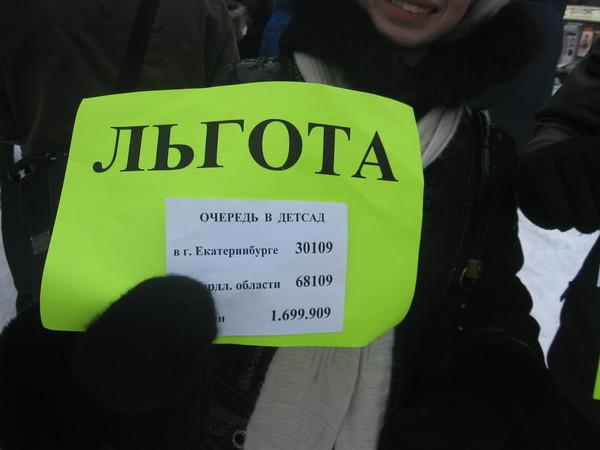 ЛЬГОТА
ОЧЕРЕДЬ В ДЕТСАД
в г. Екатеринбурге 30109
области 68109
1.699.909